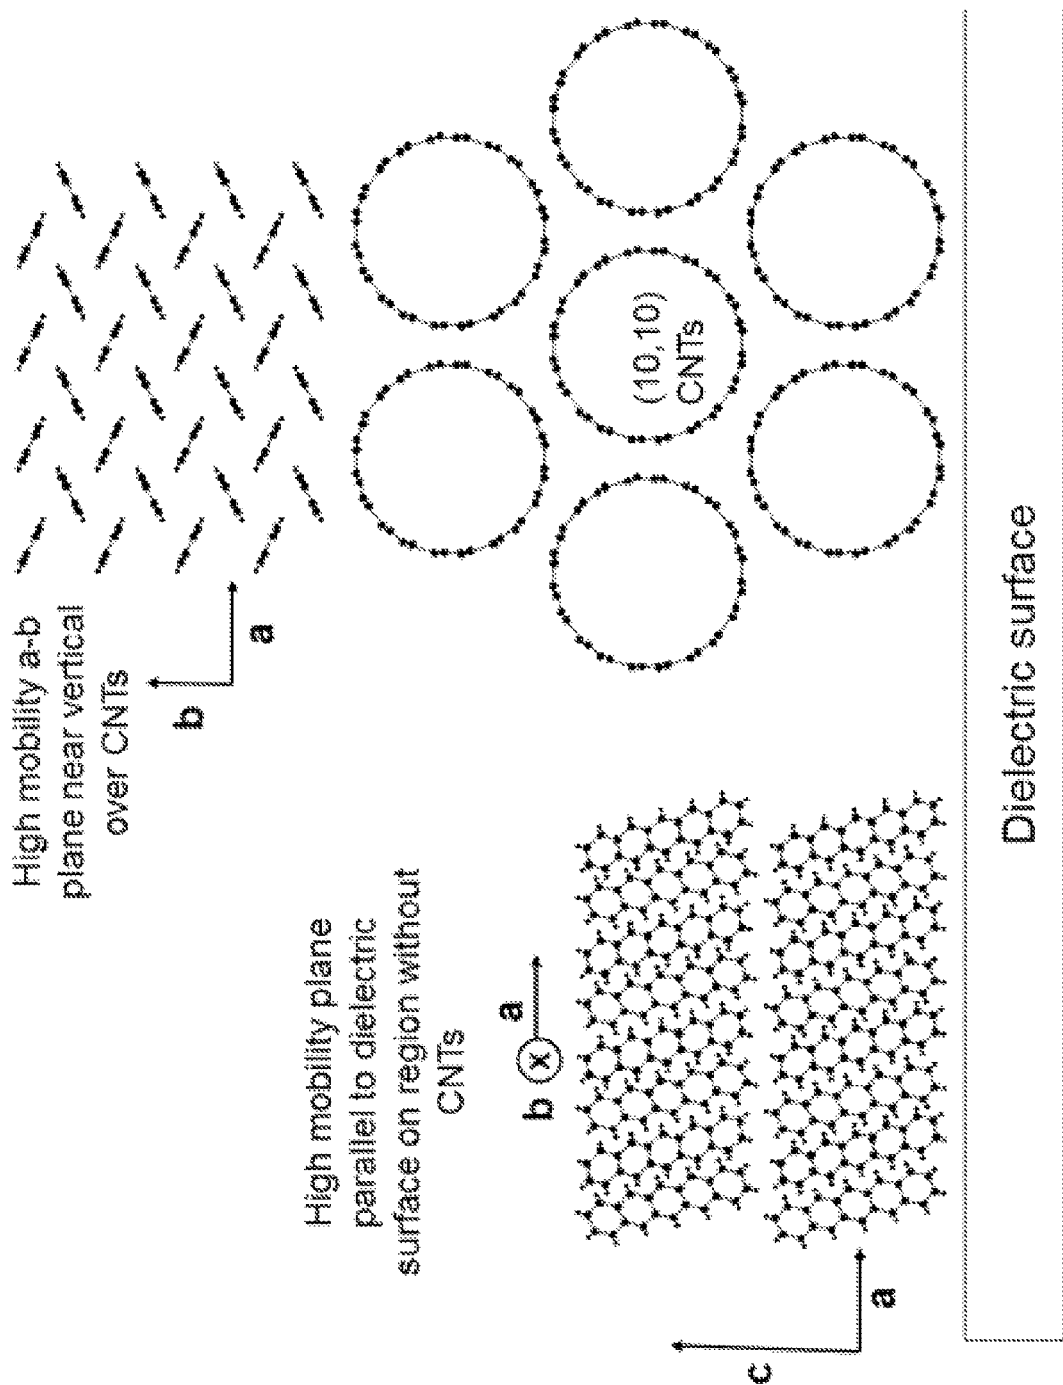 High mobility a-b
plane near vertical
over CNTs
b
a
High mobility plane
parallel to dielectric
surface on region without
CNTs
b
x
a
c
a
(10,10)
CNTs
Dielectric surface